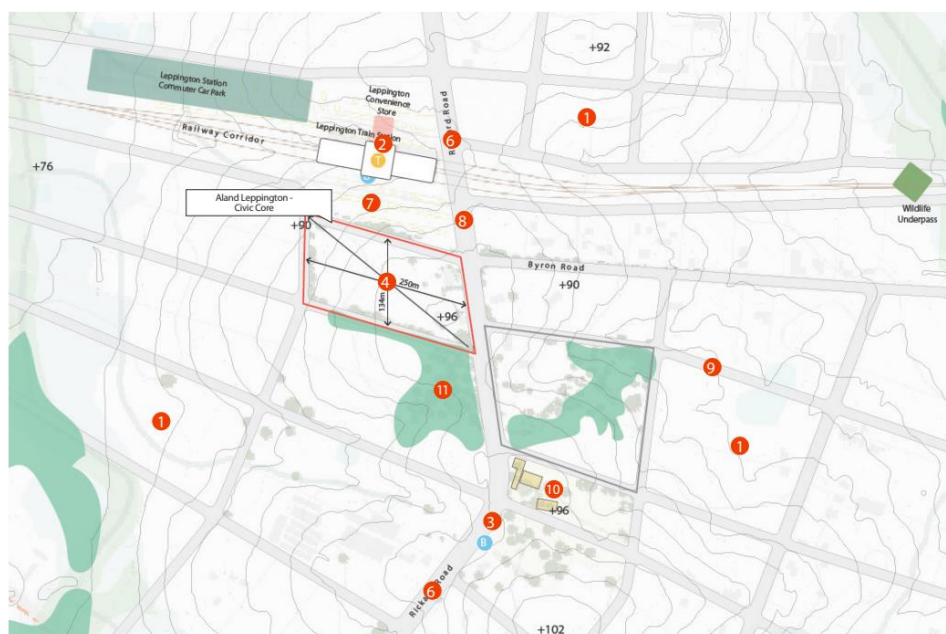 +92
Leppington Station
Commuter Car Park
Leppington
Convenience
Store
1
Railway Corridor
Leppington Train Station
2
6
T
+76
7
Aland Leppington -
Civic Core
8
Wildlife
Underpass
+90
Byron Road
4
250m
134m
+90
+96
9
11
1
1
10
+96
3
B
6
Rickard Road
+102